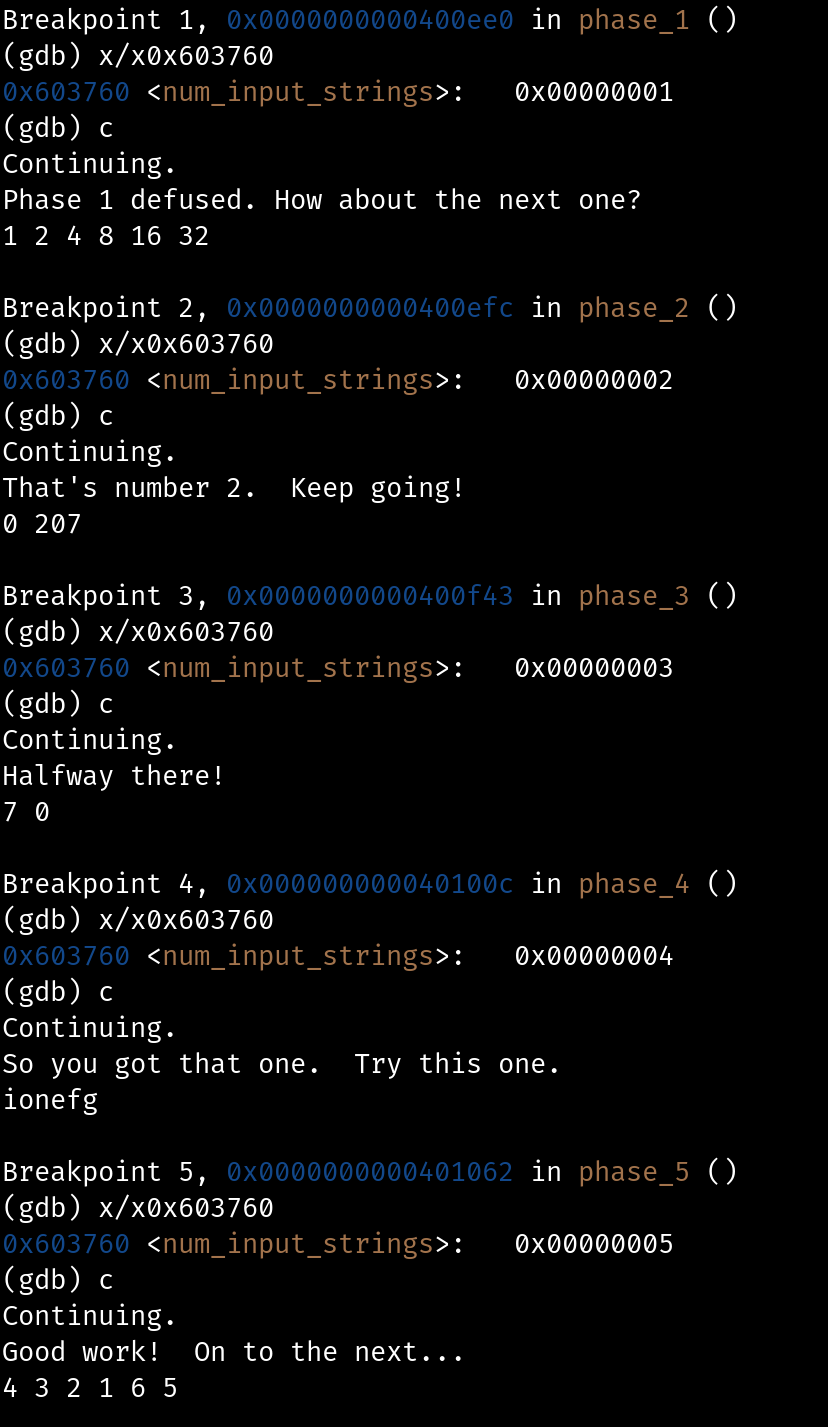 Breakpoint 1, 0x0000000000400ee0 in phase_1 ()
(gdb) x/x0x603760
0x603760 <num_input_strings>:   0x00000001
(gdb) c
Continuing.
Phase 1 defused. How about the next one?
1 2 4 8 16 32
Breakpoint 2, 0x0000000000400efc in phase_2 ()
(gdb) x/x0x603760
0x603760 <num_input_strings>:   0x00000002
(gdb) c
Continuing.
That's number 2.  Keep going!
0 207
Breakpoint 3, 0x0000000000400f43 in phase_3 ()
(gdb) x/x0x603760
0x603760 <num_input_strings>:   0x00000003
(gdb) c
Continuing.
Halfway there!
7 0
Breakpoint 4, 0x000000000040100c in phase_4 ()
(gdb) x/x0x603760
0x603760 <num_input_strings>:   0x00000004
(gdb) c
Continuing.
So you got that one.  Try this one.
ionefg
Breakpoint 5, 0x0000000000401062 in phase_5 ()
(gdb) x/x0x603760
0x603760 <num_input_strings>:   0x00000005
(gdb) c
Continuing.
Good work!  On to the next...
4 3 2 1 6 5